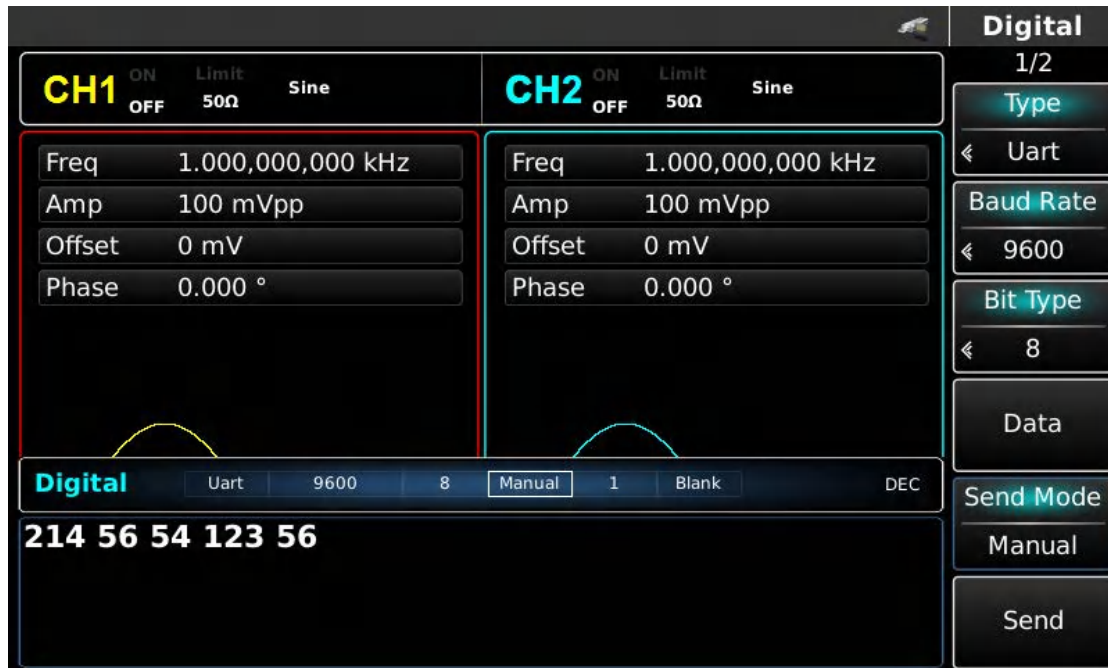 CH1 ON OFF Limit 50Ω Sine
CH2 ON OFF Limit 50Ω Sine
Freq 1.000,000,000 kHz
Amp 100 mVpp
Offset 0 mV
Phase 0.000 °
Freq 1.000,000,000 kHz
Amp 100 mVpp
Offset 0 mV
Phase 0.000 °
Digital Uart 9600 8 Manual 1 Blank DEC
214 56 54 123 56
Digital
1/2
Type
Uart
Baud Rate
9600
Bit Type
8
Data
Send Mode
Manual
Send